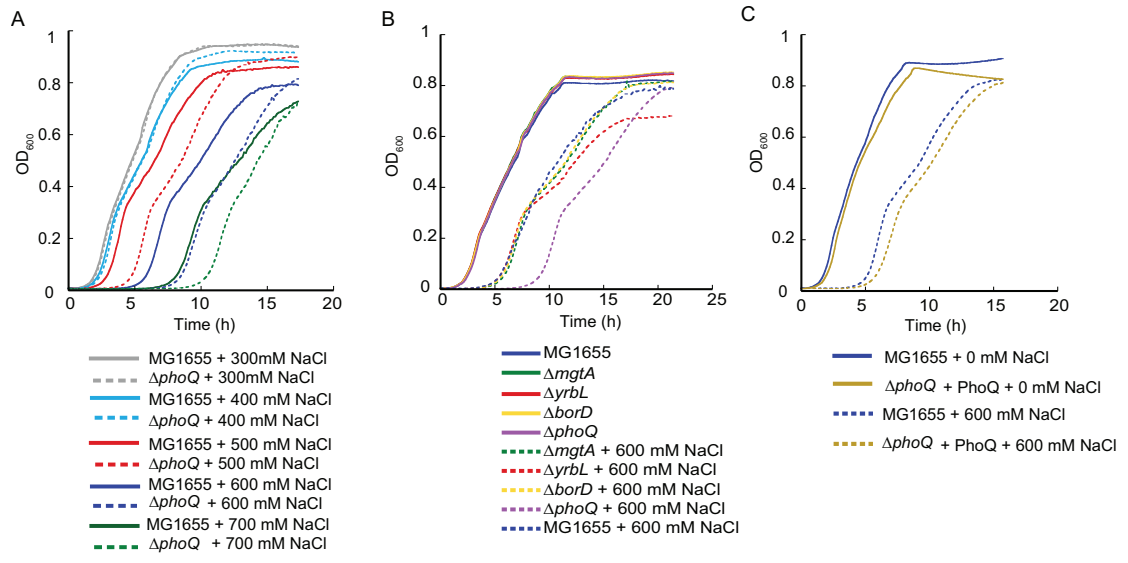 A
OD600
1
0.8
0.6
0.4
0.2
0
0 5 10 15 20
Time (h)
MG1655 + 300mM NaCl
ΔphoQ + 300mM NaCl
MG1655 + 400 mM NaCl
ΔphoQ + 400 mM NaCl
MG1655 + 500 mM NaCl
ΔphoQ + 500 mM NaCl
MG1655 + 600 mM NaCl
ΔphoQ + 600 mM NaCl
MG1655 + 700 mM NaCl
ΔphoQ + 700 mM NaCl
B
OD600
1
0.8
0.6
0.4
0.2
0
0 5 10 15 20 25
Time (h)
MG1655
ΔmgtA
ΔyrbL
ΔborD
ΔphoQ
ΔmgtA + 600 mM NaCl
ΔyrbL + 600 mM NaCl
ΔborD + 600 mM NaCl
ΔphoQ + 600 mM NaCl
MG1655 + 600 mM NaCl
C
OD600
1
0.8
0.6
0.4
0.2
0
0 5 10 15 20
Time (h)
MG1655 + 0 mM NaCl
ΔphoQ + PhoQ + 0 mM NaCl
MG1655 + 600 mM NaCl
ΔphoQ + PhoQ + 600 mM NaCl